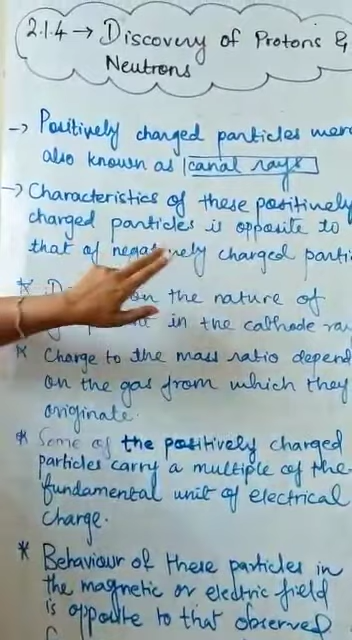 2.1.4 → Discovery of Protons &
Neutrons
→ Positively charged particles were
also known as canal rays
→ Characteristics of these positively
charged particles is opposite to
that of negatively charged parti
* on the nature of
in the cathode ra
* Charge to the mass ratio depend
on the gas from which they
originate.
* Some of the positively charged
particles carry a multiple of the
fundamental unit of electrical
charge.
* Behaviour of these particles in
the magnetic or electric field
is opposite to that observed